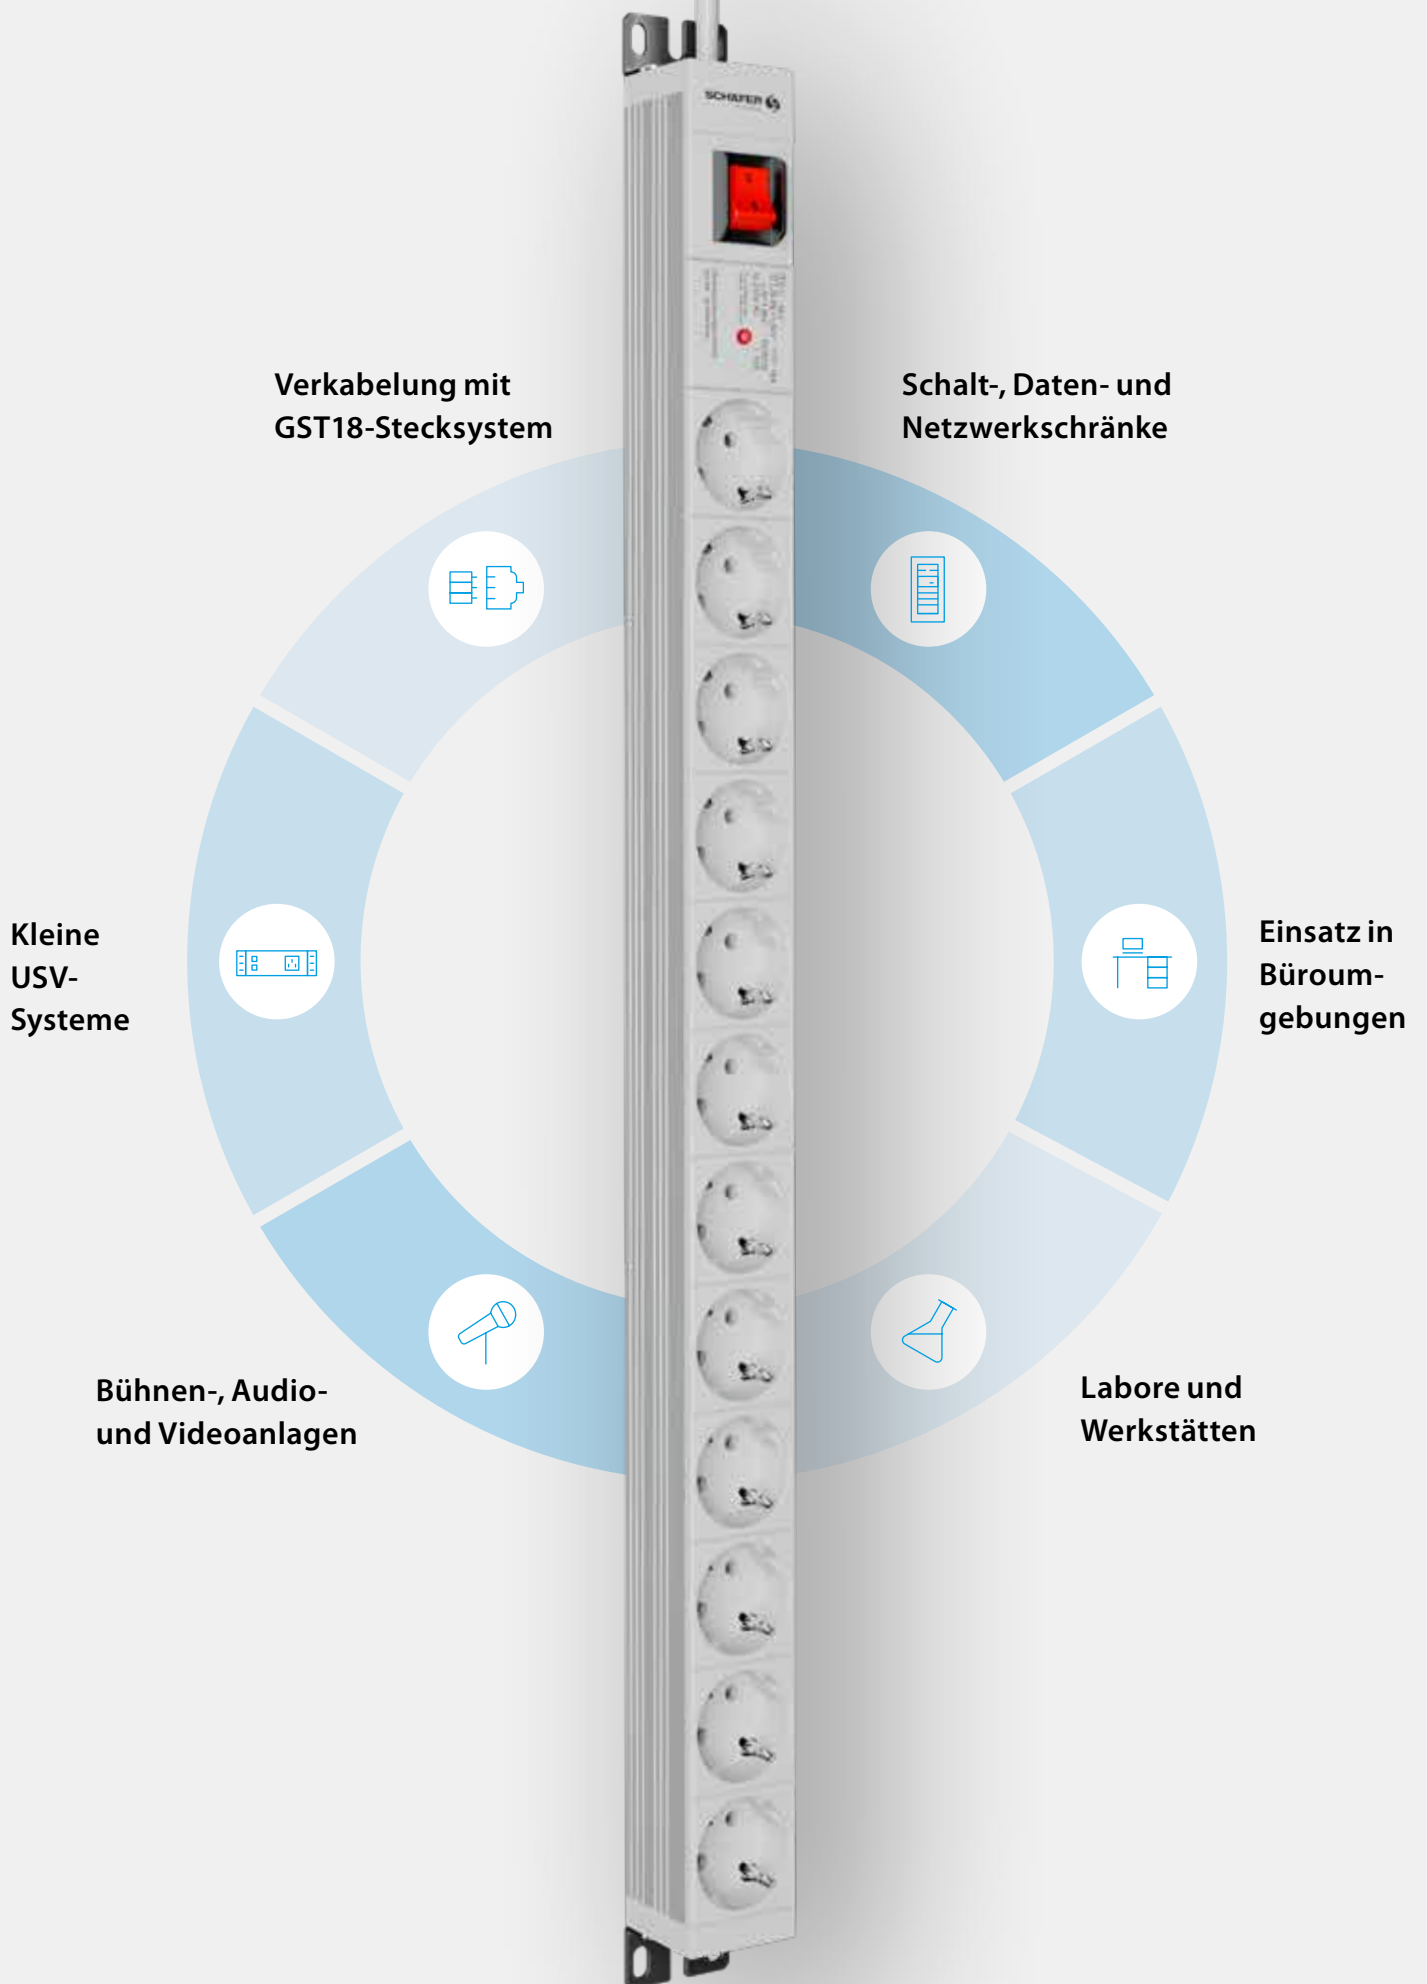 SCHÄFER
Verkabelung mit
GST18-Stecksystem
Schalt-, Daten- und
Netzwerkschränke
Kleine
USV-
Systeme
Einsatz in
Büroum-
gebungen
Bühnen-, Audio-
und Videoanlagen
Labore und
Werkstätten